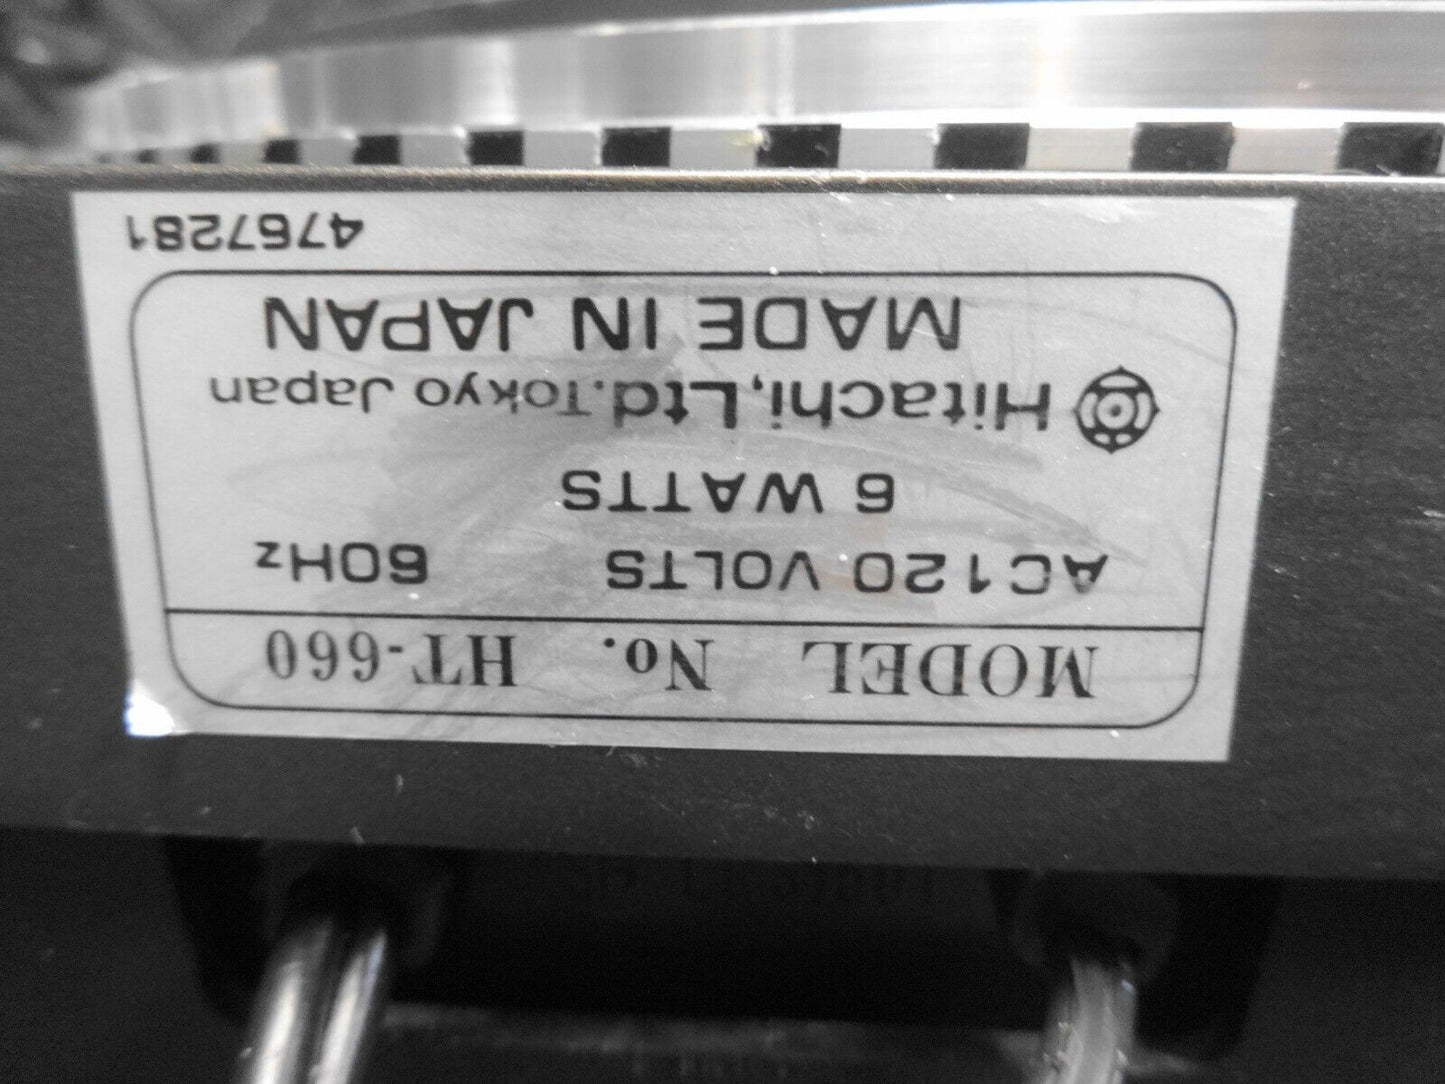 MODEL No. HT-660
AC120 VOLTS 60Hz
6 WATTS
Hitachi,Ltd.Tokyo Japan
MADE IN JAPAN
4767281